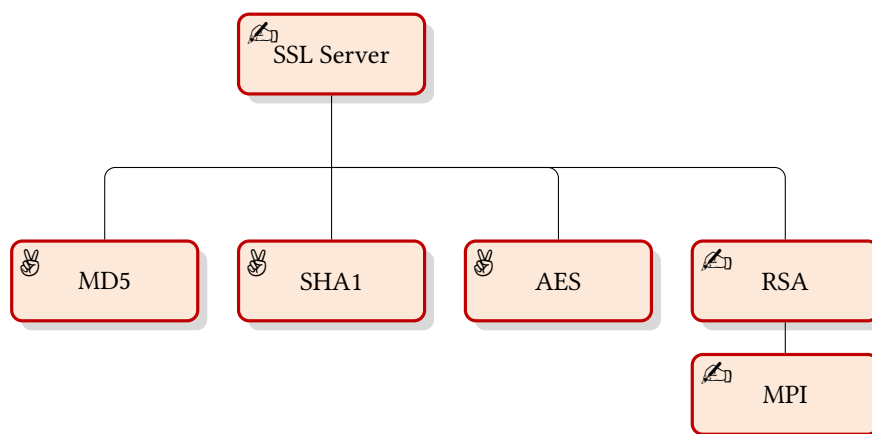 ✍ SSL Server
✌ MD5
✌ SHA1
✌ AES
✍ RSA
✍ MPI